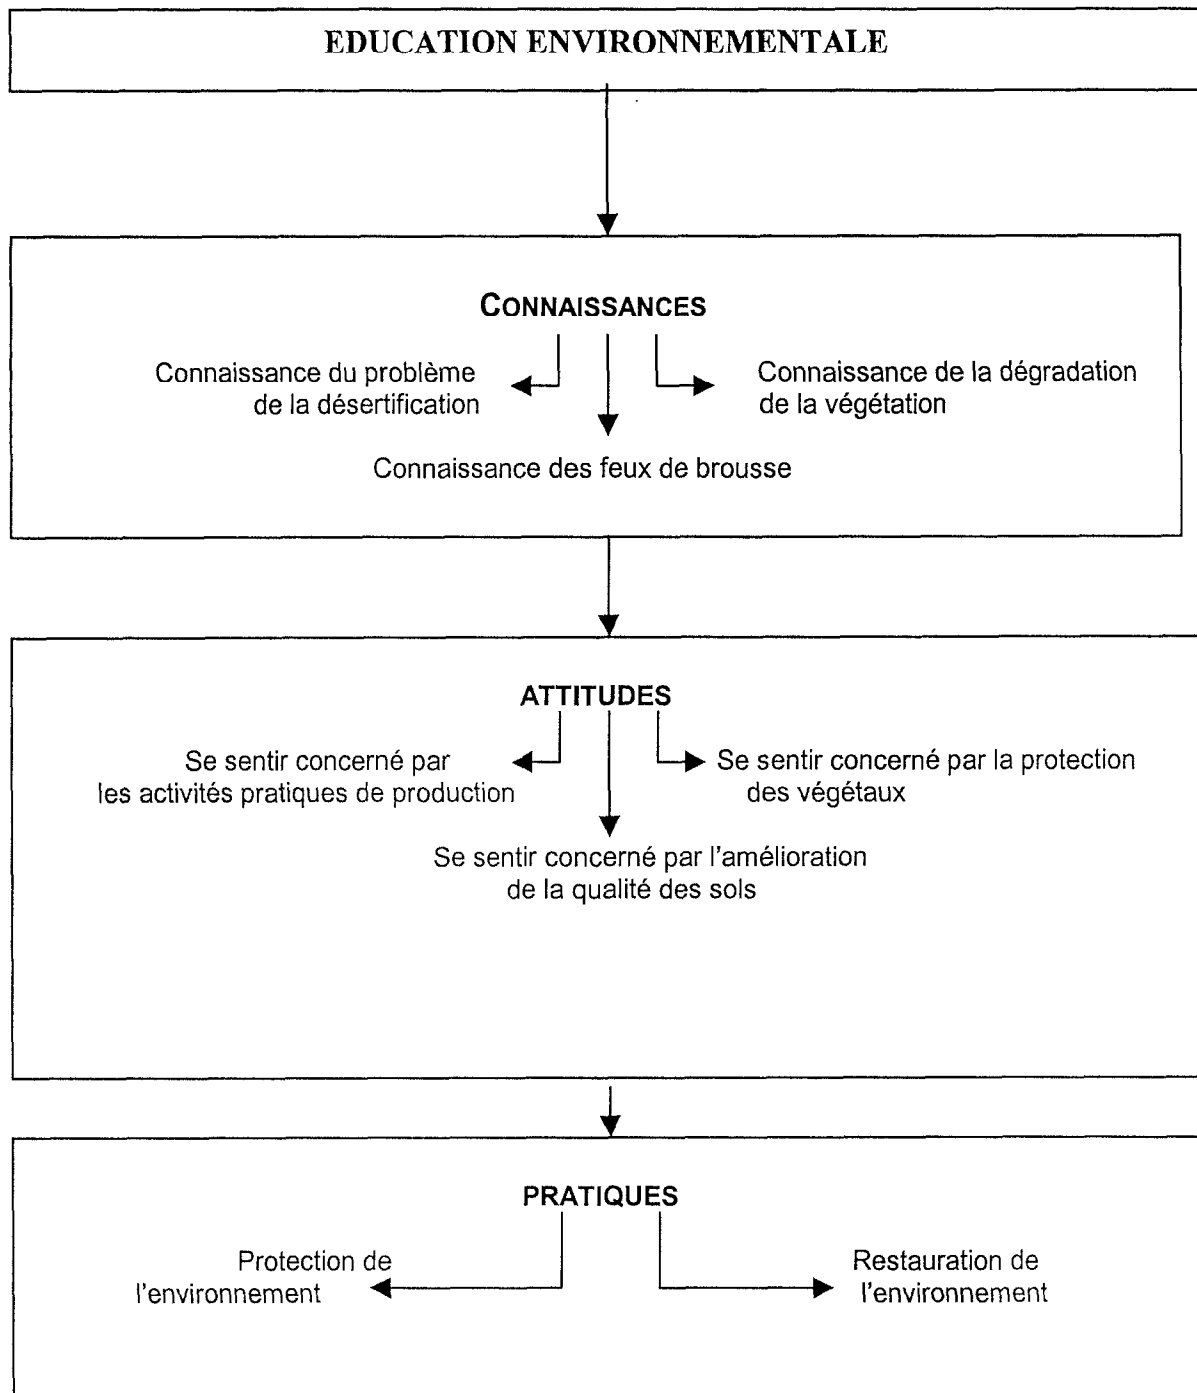 EDUCATION ENVIRONNEMENTALE
CONNAISSANCES
Connaissance du problème
de la désertification
Connaissance de la dégradation
de la végétation
Connaissance des feux de brousse
ATTITUDES
Se sentir concerné par
les activités pratiques de production
Se sentir concerné par la protection
des végétaux
Se sentir concerné par l'amélioration
de la qualité des sols
PRATIQUES
Protection de
l'environnement
Restauration de
l'environnement